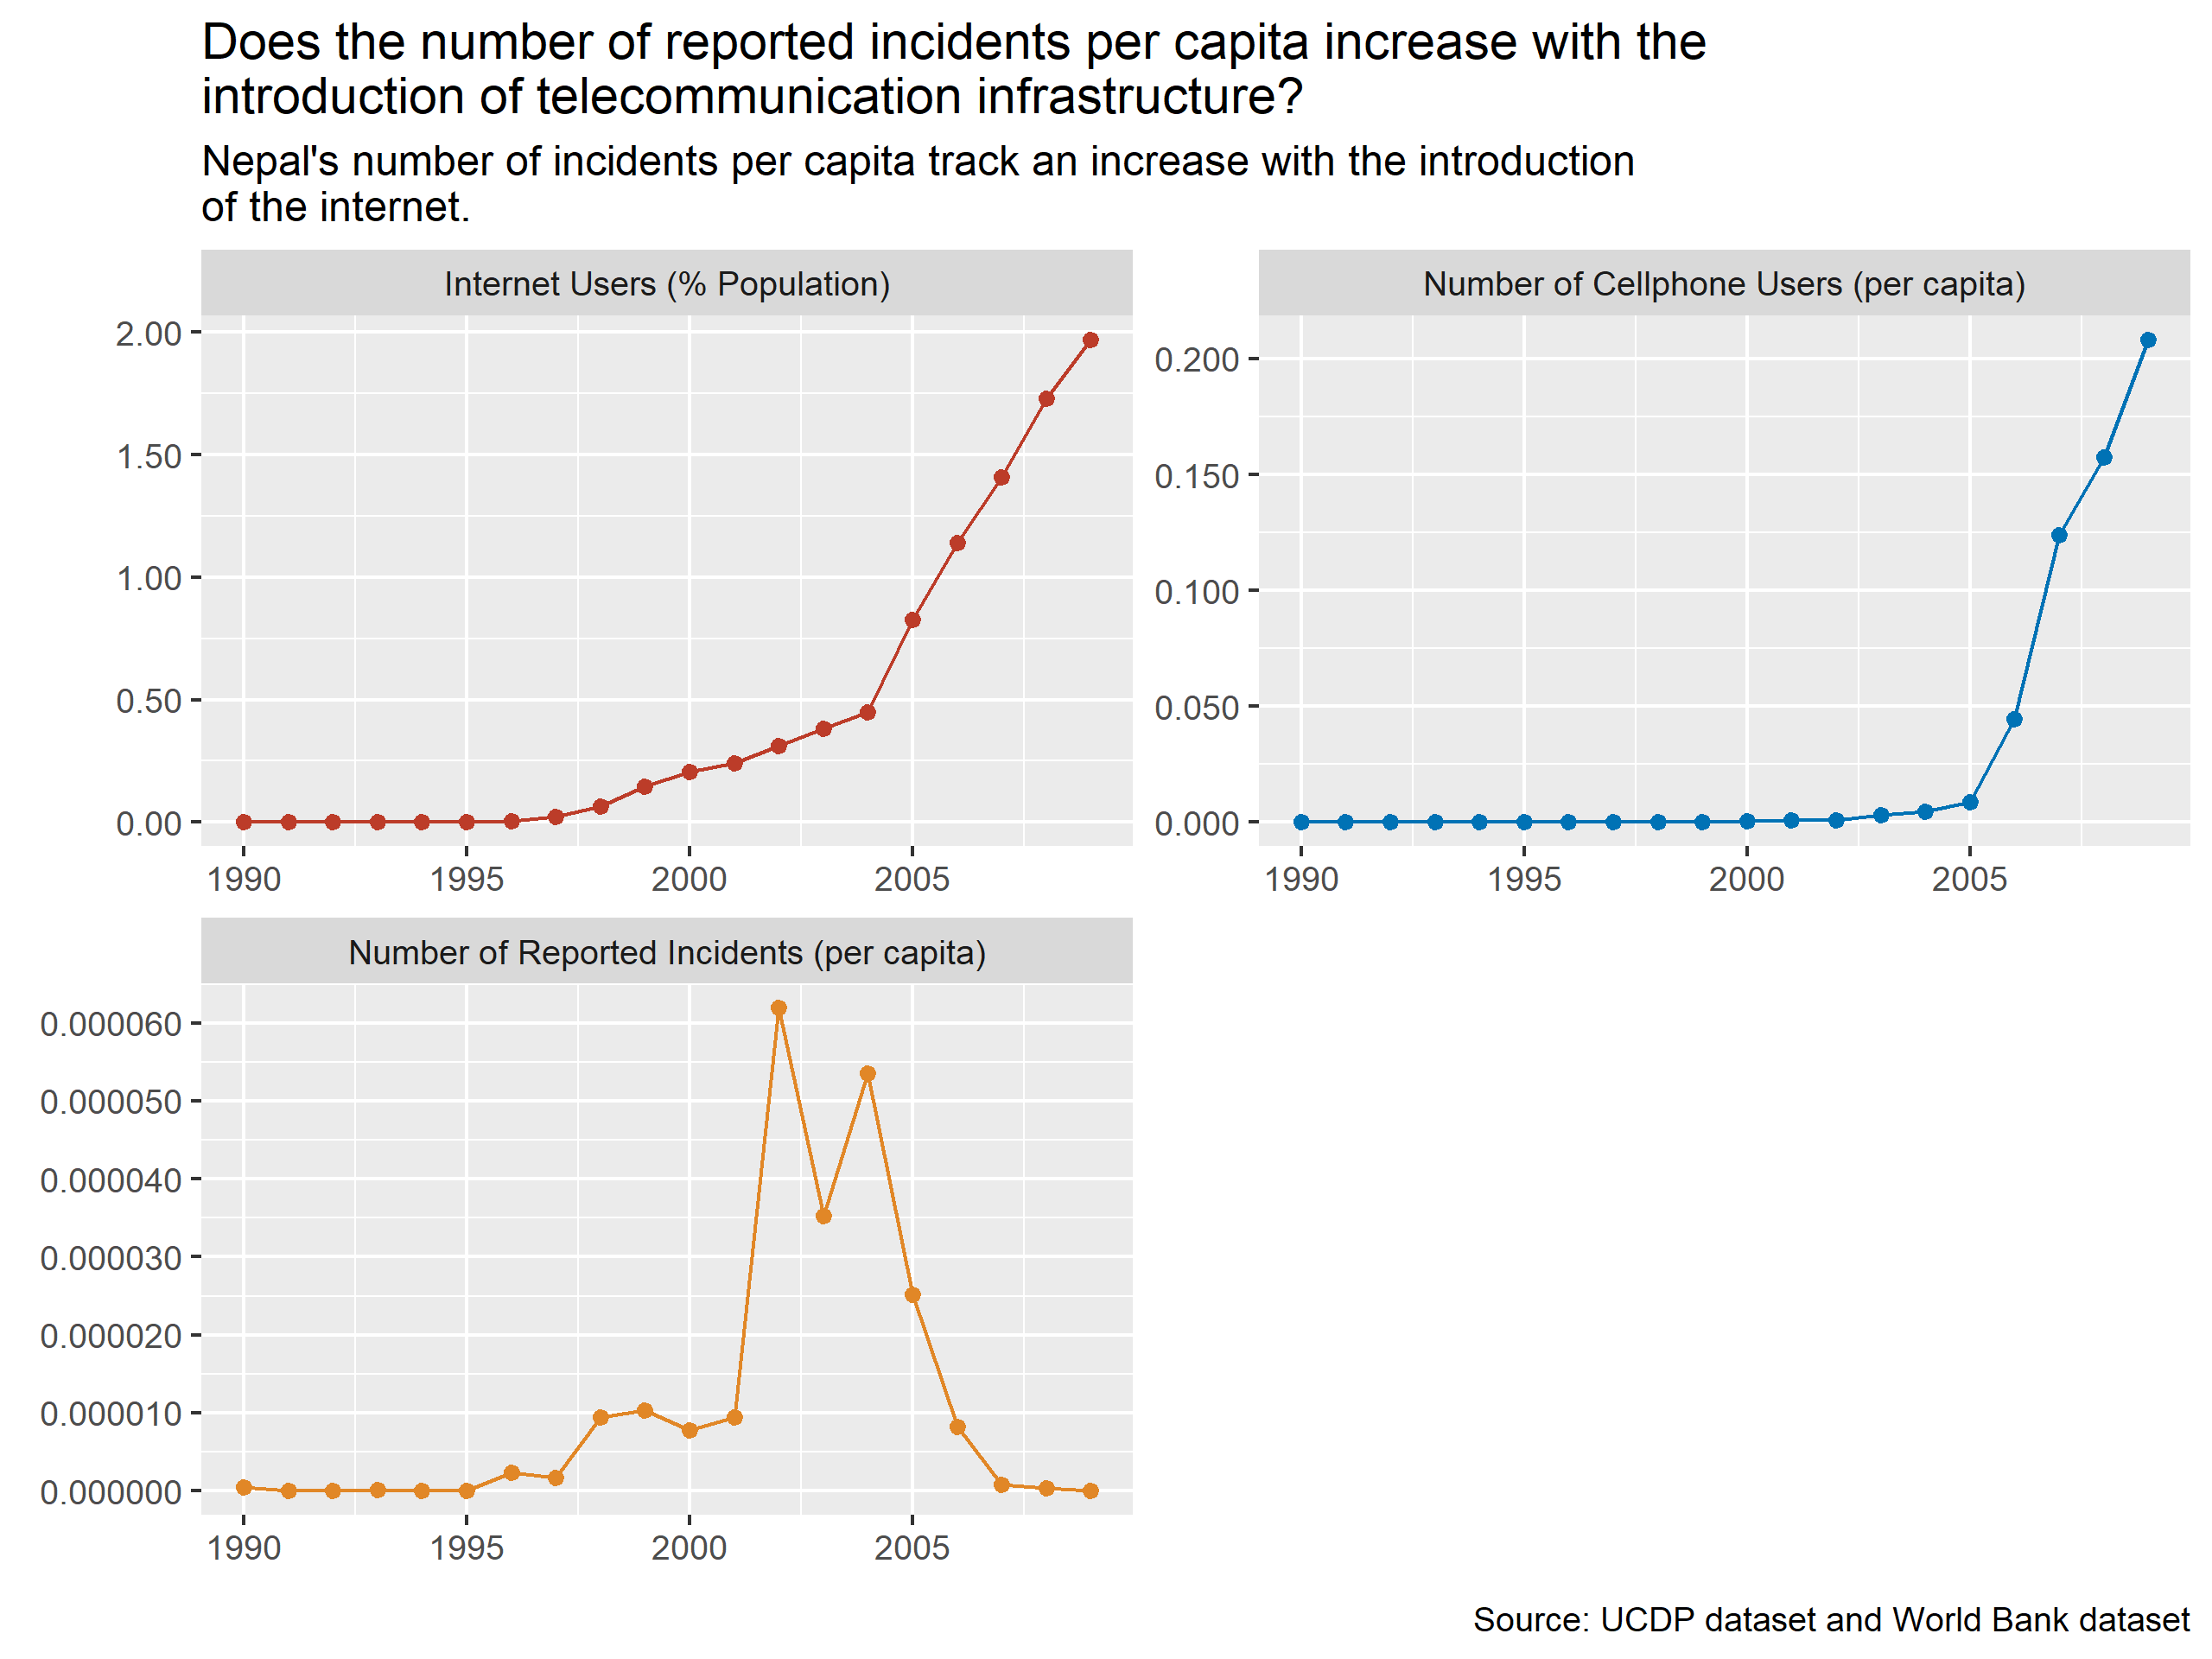 Does the number of reported incidents per capita increase with the
introduction of telecommunication infrastructure?
Nepal's number of incidents per capita track an increase with the introduction
of the internet.
Internet Users (% Population)
2.00
1.50
1.00
0.50
0.00
1990 1995 2000 2005
Number of Cellphone Users (per capita)
0.200
0.150
0.100
0.050
0.000
1990 1995 2000 2005
Number of Reported Incidents (per capita)
0.000060
0.000050
0.000040
0.000030
0.000020
0.000010
0.000000
1990 1995 2000 2005
Source: UCDP dataset and World Bank dataset